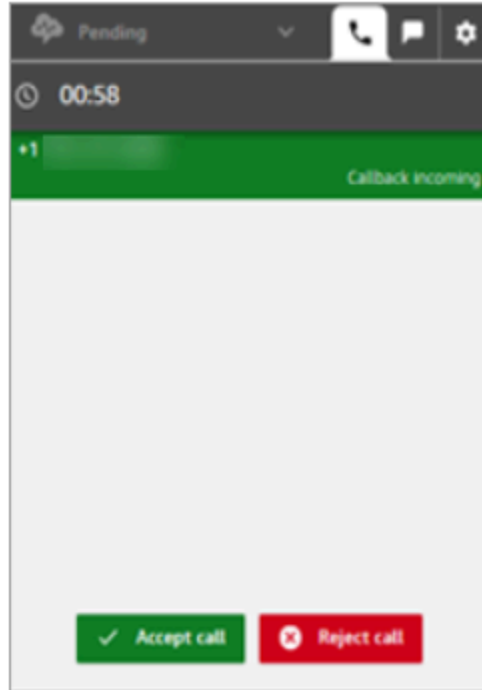 Pending
00:58
+1
Callback incoming
Accept call
Reject call